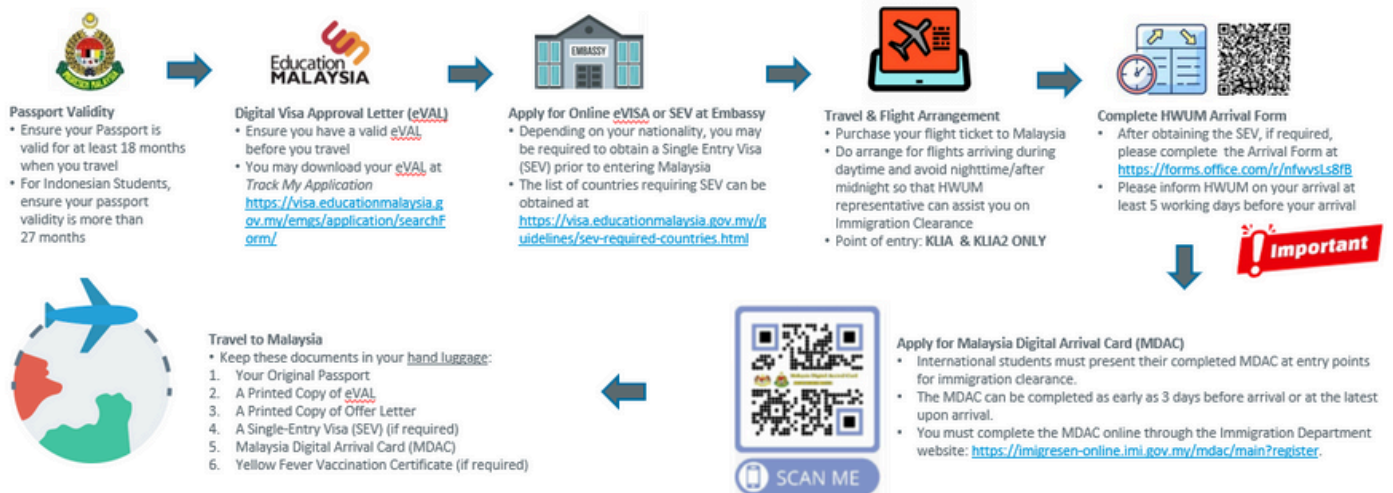 Education
MALAYSIA
EMBASSY
Passport Validity
• Ensure your Passport is
valid for at least 18 months
when you travel
• For Indonesian Students,
ensure your passport
validity is more than
27 months
Digital Visa Approval Letter (eVAL)
• Ensure you have a valid eVAL
before you travel
• You may download your eVAL at
Track My Application
https://visa.educationmalaysia.g
ov.my/emgs/application/searchF
orm/
Apply for Online eVISA or SEV at Embassy
• Depending on your nationality, you may
be required to obtain a Single Entry Visa
(SEV) prior to entering Malaysia
• The list of countries requiring SEV can be
obtained at
https://visa.educationmalaysia.gov.my/g
uidelines/sev-required-countries.html
Travel & Flight Arrangement
• Purchase your flight ticket to Malaysia
• Do arrange for flights arriving during
daytime and avoid nighttime/after
midnight so that HWUM
representative can assist you on
Immigration Clearance
• Point of entry: KLIA & KLIA2 ONLY
Complete HWUM Arrival Form
• After obtaining the SEV, if required,
please complete the Arrival Form at
https://forms.office.com/r/nfwvsLs8fB
• Please inform HWUM on your arrival at
least 5 working days before your arrival
! Important
Apply for Malaysia Digital Arrival Card (MDAC)
• International students must present their completed MDAC at entry points
for immigration clearance.
• The MDAC can be completed as early as 3 days before arrival or at the latest
upon arrival.
• You must complete the MDAC online through the Immigration Department
website: https://imigresen-online.imi.gov.my/mdac/main?register.
Malaysia Digital Arrival Card
SCAN ME
Travel to Malaysia
• Keep these documents in your hand luggage:
1. Your Original Passport
2. A Printed Copy of eVAL
3. A Printed Copy of Offer Letter
4. A Single-Entry Visa (SEV) (if required)
5. Malaysia Digital Arrival Card (MDAC)
6. Yellow Fever Vaccination Certificate (if required)